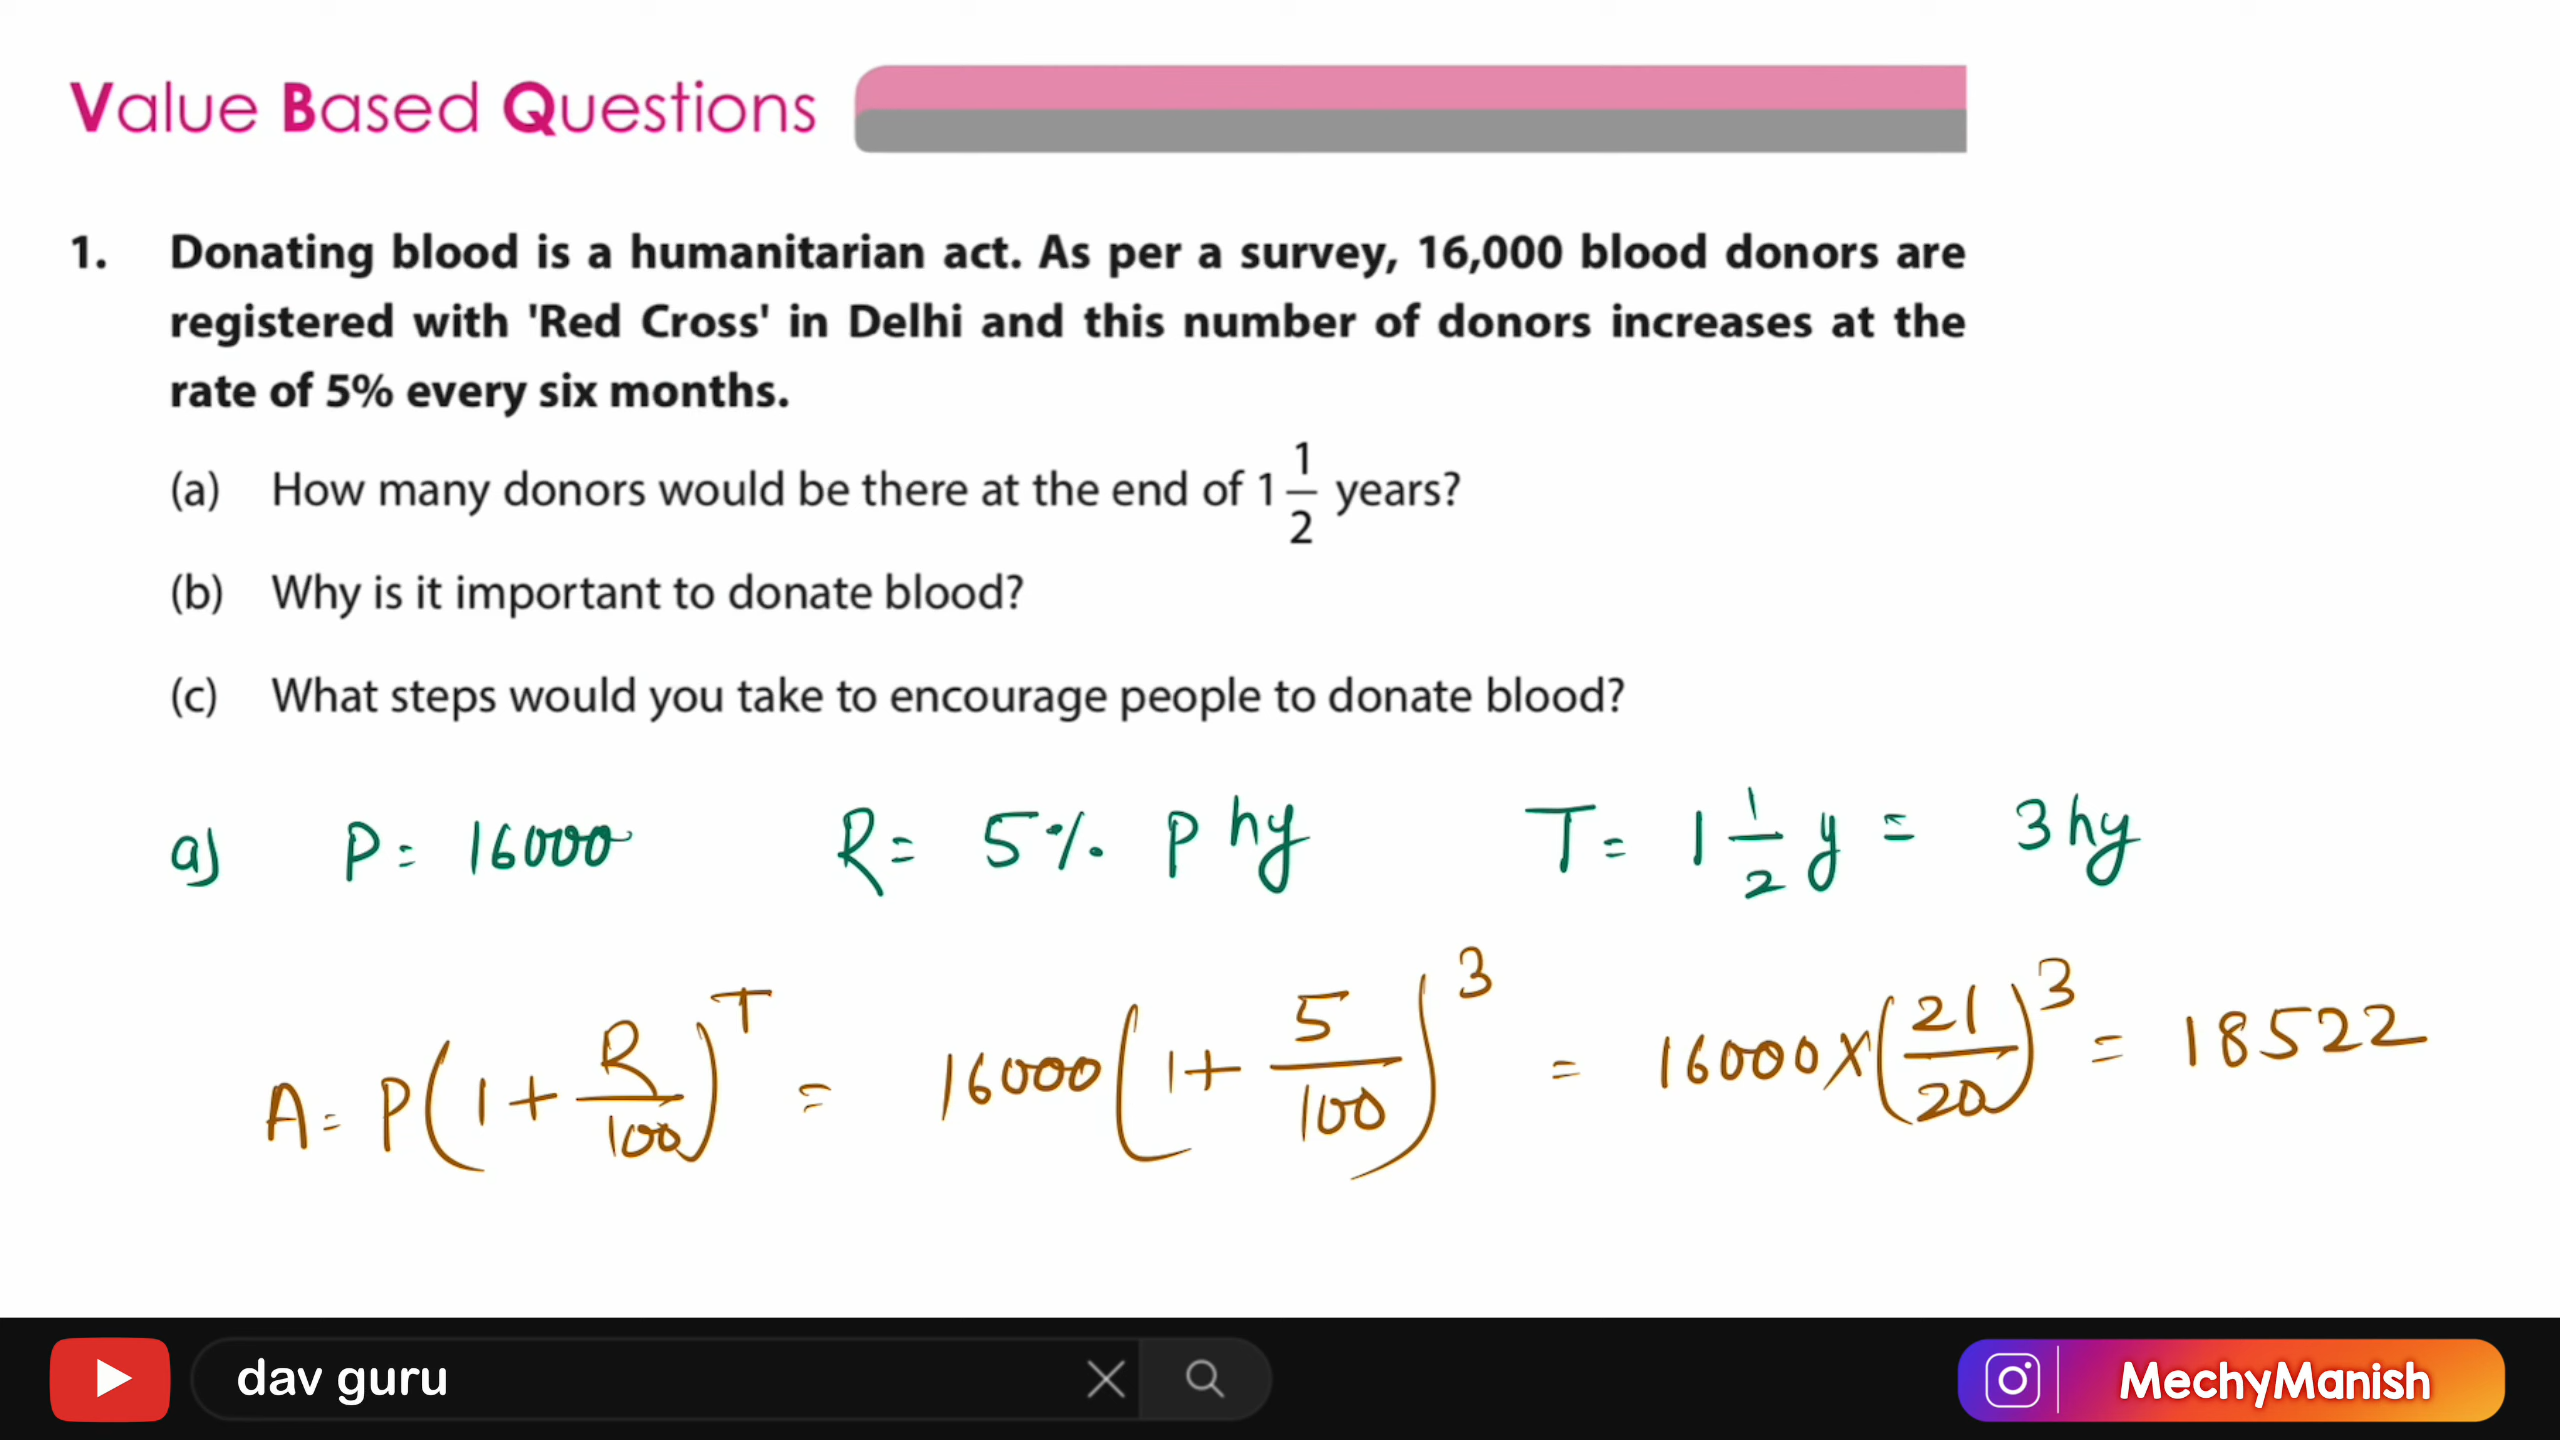 Value Based Questions
1. Donating blood is a humanitarian act. As per a survey, 16,000 blood donors are
registered with 'Red Cross' in Delhi and this number of donors increases at the
rate of 5% every six months.
(a) How many donors would be there at the end of 1 1/2 years?
(b) Why is it important to donate blood?
(c) What steps would you take to encourage people to donate blood?
a) P = 16000 R = 5% P hy T = 1 1/2 y = 3 hy
A = P(1 + R/100)^T = 16000(1 + 5/100)^3 = 16000 × (21/20)^3 = 18522
dav guru
MechyManish